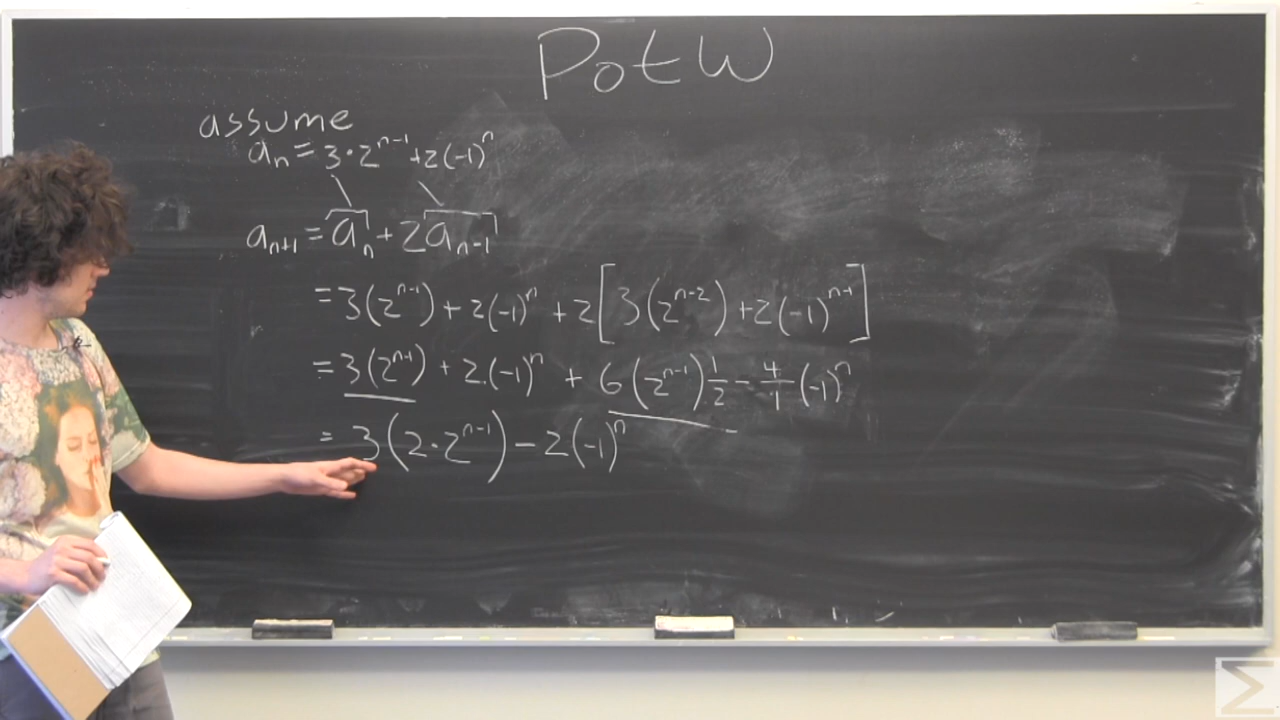 PotW
assume
aₙ = 3·2ⁿ⁻¹ + 2(-1)ⁿ
aₙ₊₁ = aₙ + 2aₙ₋₁
= 3(2ⁿ⁻¹) + 2(-1)ⁿ + 2[3(2ⁿ⁻²) + 2(-1)ⁿ⁻¹]
= 3(2ⁿ⁻¹) + 2·(-1)ⁿ + 6(2ⁿ⁻¹)1/2 - 4/1(-1)ⁿ
= 3(2·2ⁿ⁻¹) - 2(-1)ⁿ
Σ